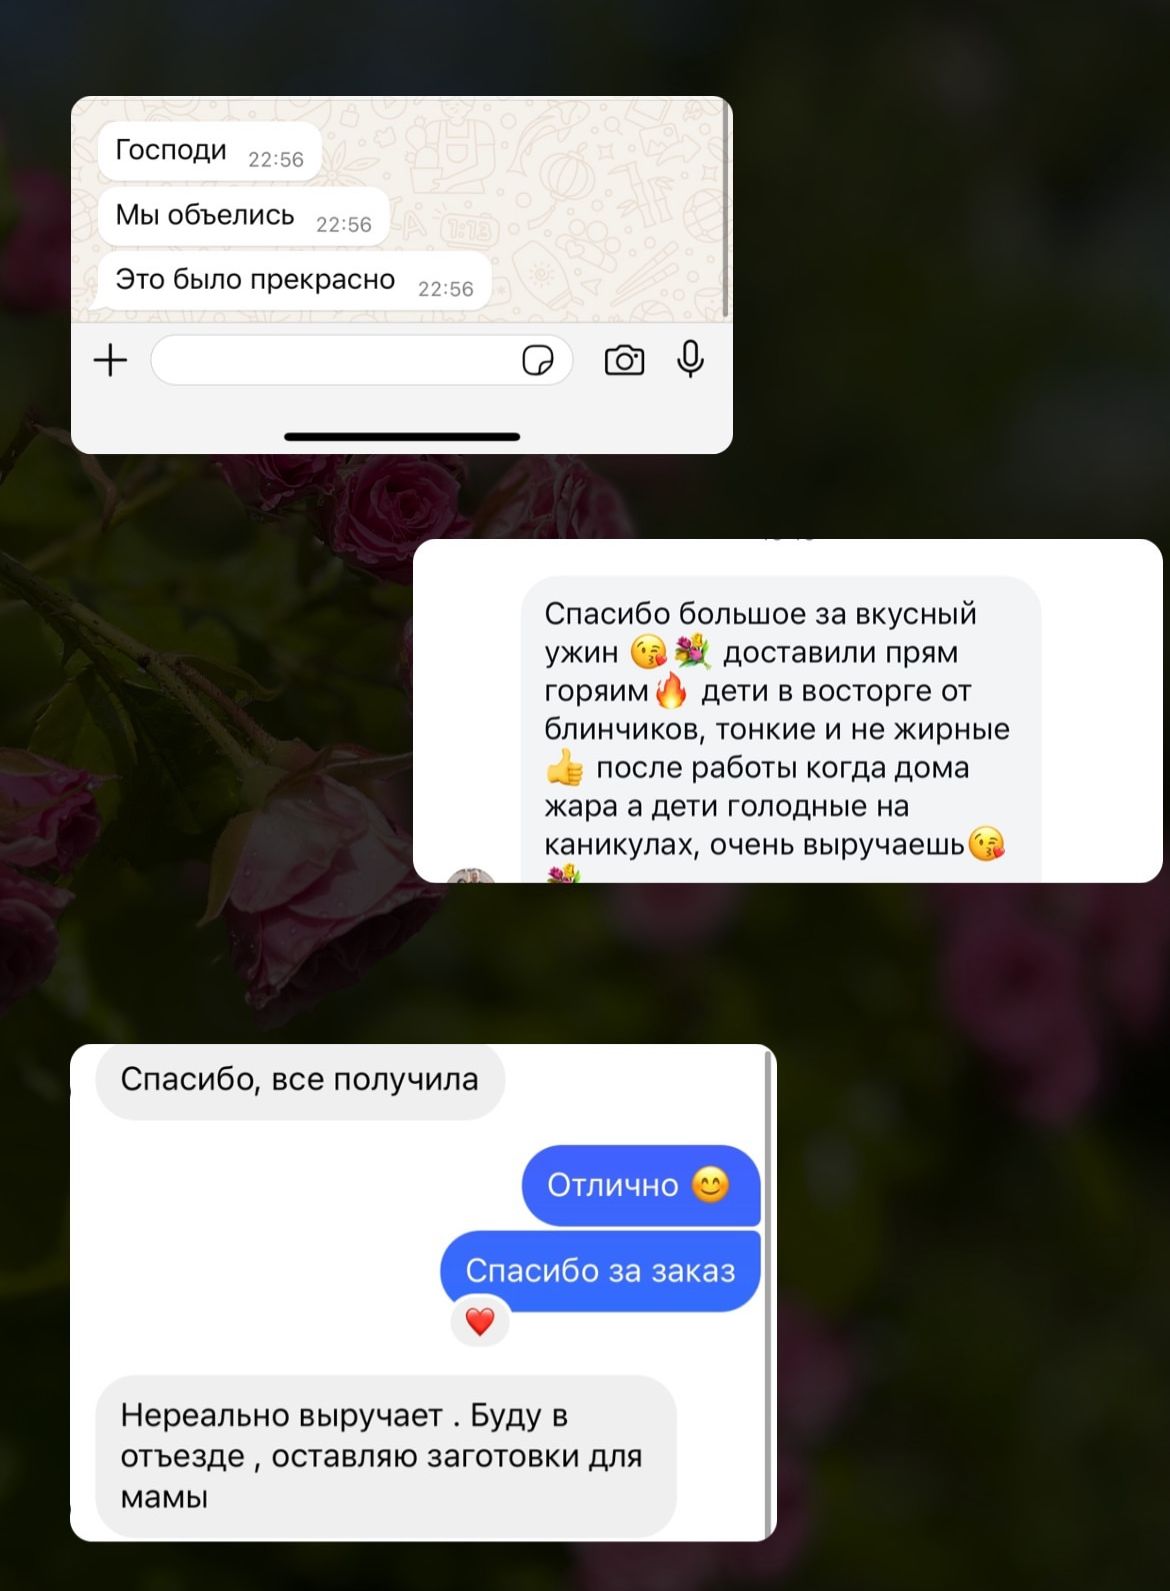 Господи 22:56
Мы объелись 22:56
Это было прекрасно 22:56
Спасибо большое за вкусный
ужин 😘💐 доставили прям
горяим🔥 дети в восторге от
блинчиков, тонкие и не жирные
👍 после работы когда дома
жара а дети голодные на
каникулах, очень выручаешь😘
💐
Спасибо, все получила
Отлично 😊
Спасибо за заказ
❤️
Нереально выручает . Буду в
отъезде , оставляю заготовки для
мамы